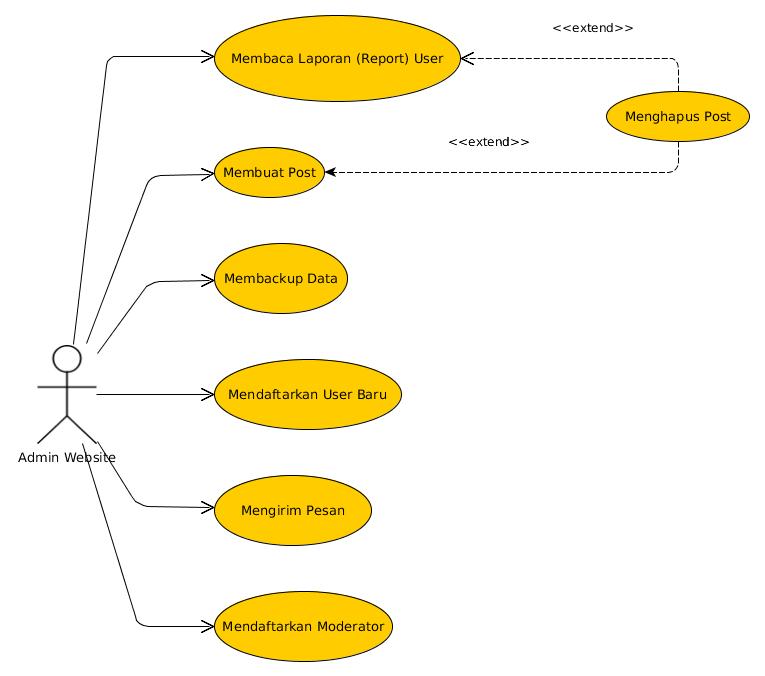 <<extend>>
Membaca Laporan (Report) User
Menghapus Post
<<extend>>
Membuat Post
Membackup Data
Mendaftarkan User Baru
Admin Website
Mengirim Pesan
Mendaftarkan Moderator